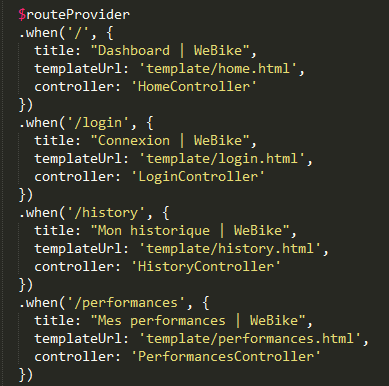 $routeProvider
.when('/', {
title: "Dashboard | WeBike",
templateUrl: 'template/home.html',
controller: 'HomeController'
})
.when('/login', {
title: "Connexion | WeBike",
templateUrl: 'template/login.html',
controller: 'LoginController'
})
.when('/history', {
title: "Mon historique | WeBike",
templateUrl: 'template/history.html',
controller: 'HistoryController'
})
.when('/performances', {
title: "Mes performances | WeBike",
templateUrl: 'template/performances.html',
controller: 'PerformancesController'
})